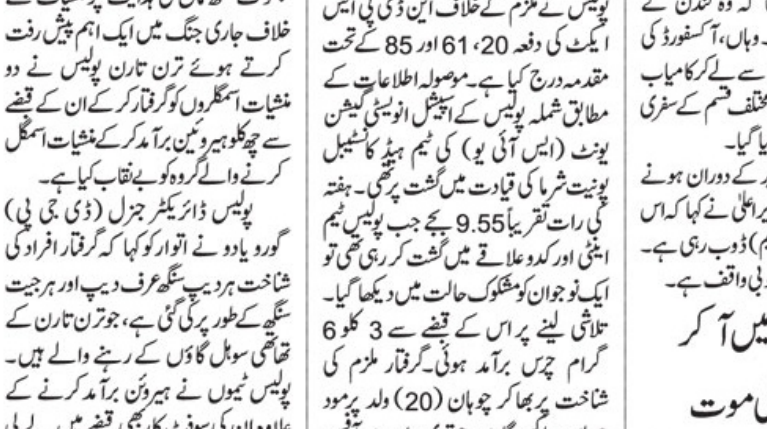 کہ وہ لندن کے
۔وہاں،آکسفورڈ کی
سے لے کر کامیاب
مختلف قسم کے سفری
کے دوران ہونے
نے کہا کہ اس
ڈوب رہی ہے۔
واقف ہے۔
میں آ کر
موت
پولیس نے ملزم کے خلاف این ڈی پی ایس
ایکٹ کی دفعہ 20، 61 اور 85 کے تحت
مقدمہ درج کیا ہے۔موصولہ اطلاعات کے
مطابق شملہ پولیس کے اسپیشل انویسٹی گیشن
یونٹ (ایس آئی یو) کی ٹیم ہیڈ کانسٹیبل
پونیت شرما کی قیادت میں گشت پر تھی۔ ہفتہ
کی رات تقریباً 9.55 بجے جب پولیس ٹیم
اینٹی اور کدو علاقے میں گشت کر رہی تھی تو
ایک نوجوان کو مشکوک حالت میں دیکھا گیا۔
تلاشی لینے پر اس کے قبضے سے 3 کلو 6
گرام چرس برآمد ہوئی۔گرفتار ملزم کی
شناخت پربھاکر چوہان (20) ولد پرمود
خلاف جاری جنگ میں ایک اہم پیش رفت
کرتے ہوئے ترن تارن پولیس نے دو
منشیات اسمگلروں کو گرفتار کر کے ان کے قبضے
سے چھ کلو ہیروئین برآمد کر کے منشیات اسمگل
کرنے والے گروہ کو بے نقاب کیا ہے۔
پولیس ڈائریکٹر جنرل (ڈی جی پی)
گورو یادو نے اتوار کو کہا کہ گرفتار افراد کی
شناخت ہردیپ سنگھ عرف دیپ اور ہرجیت
سنگھ کے طور پر کی گئی ہے، جو ترن تارن کے
تھاتھی سوہل گاؤں کے رہنے والے ہیں۔
پولیس ٹیموں نے ہیروئن برآمد کرنے کے